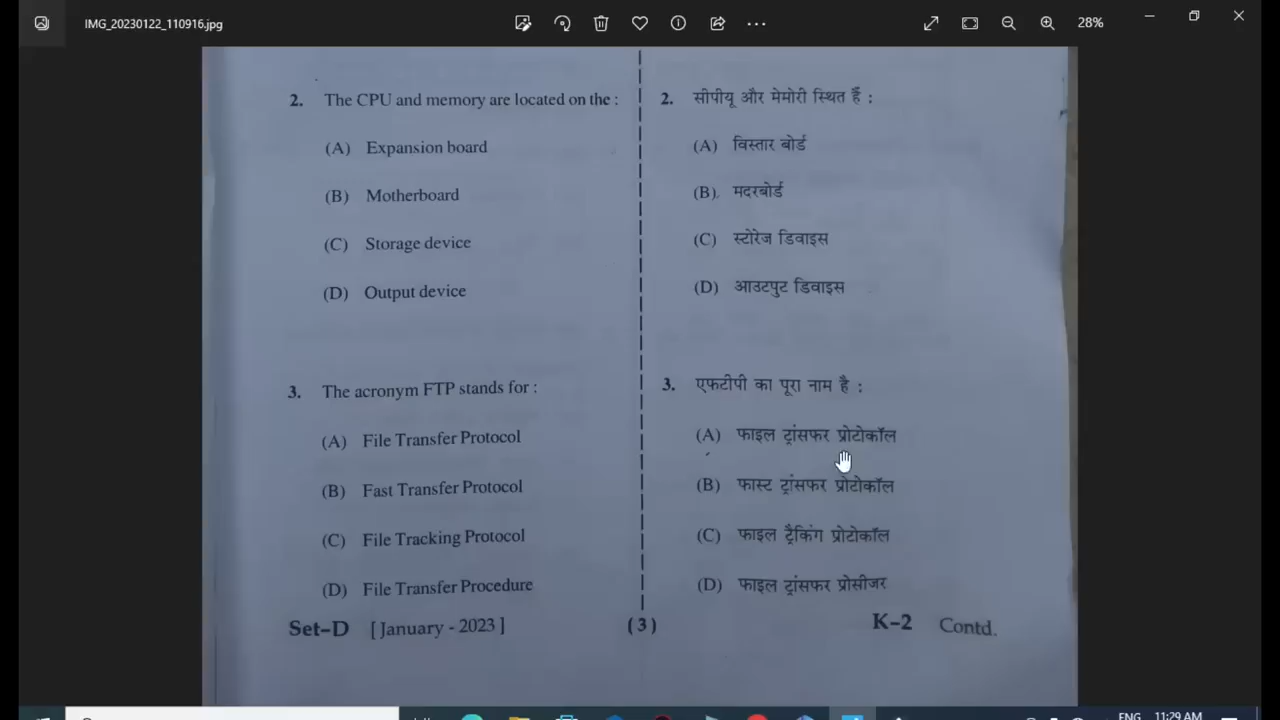 IMG_20230122_110916.jpg
28%
2. The CPU and memory are located on the :
(A) Expansion board
(B) Motherboard
(C) Storage device
(D) Output device
3. The acronym FTP stands for :
(A) File Transfer Protocol
(B) Fast Transfer Protocol
(C) File Tracking Protocol
(D) File Transfer Procedure
2. सीपीयू और मेमोरी स्थित हैं :
(A) विस्तार बोर्ड
(B) मदरबोर्ड
(C) स्टोरेज डिवाइस
(D) आउटपुट डिवाइस
3. एफटीपी का पूरा नाम है :
(A) फाइल ट्रांसफर प्रोटोकॉल
(B) फास्ट ट्रांसफर प्रोटोकॉल
(C) फाइल ट्रैकिंग प्रोटोकॉल
(D) फाइल ट्रांसफर प्रोसीजर
Set–D [ January - 2023 ] ( 3 ) K–2 Contd.
ENG 11:29 AM